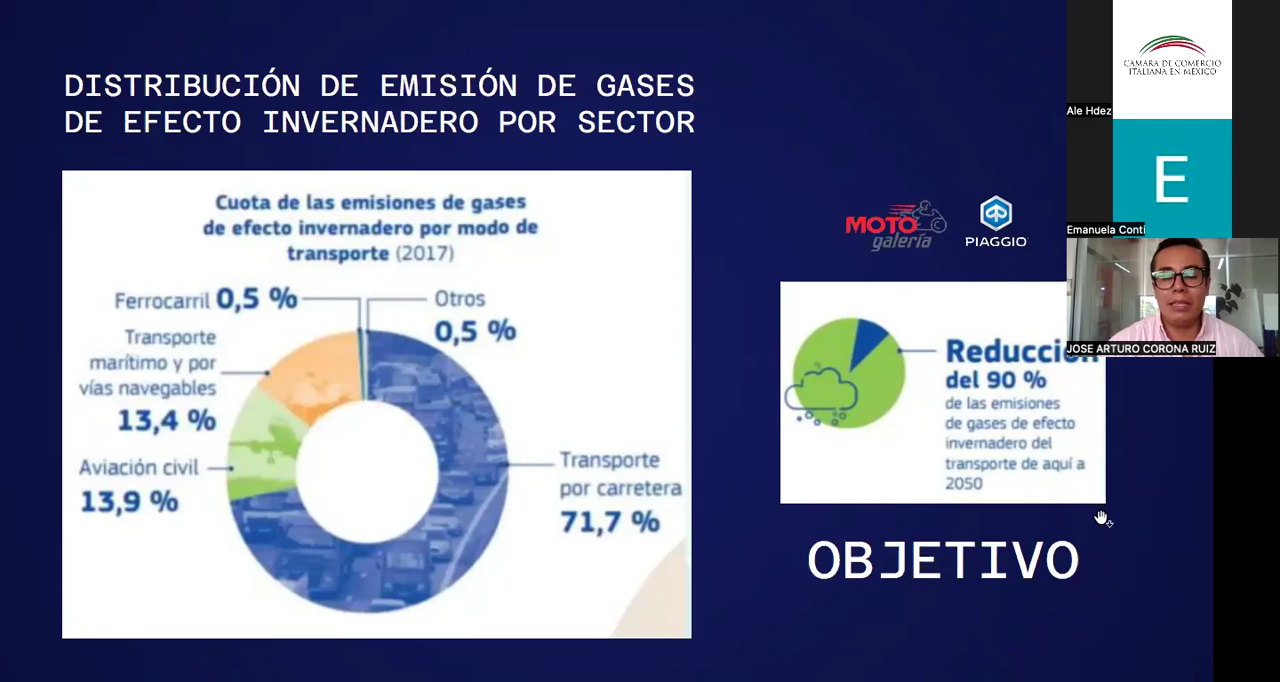 DISTRIBUCIÓN DE EMISIÓN DE GASES
DE EFECTO INVERNADERO POR SECTOR
Cuota de las emisiones de gases
de efecto invernadero por modo de
transporte (2017)
Ferrocarril 0,5 %
Otros
0,5 %
Transporte
marítimo y por
vías navegables
13,4 %
Aviación civil
13,9 %
Transporte
por carretera
71,7 %
MOTO
galería
PIAGGIO
Reducción
del 90 %
de las emisiones
de gases de efecto
invernadero del
transporte de aquí a
2050
OBJETIVO
CAMARA DE COMERCIO
ITALIANA EN MÉXICO
Ale Hdez
E
Emanuela Conti
JOSE ARTURO CORONA RUIZ